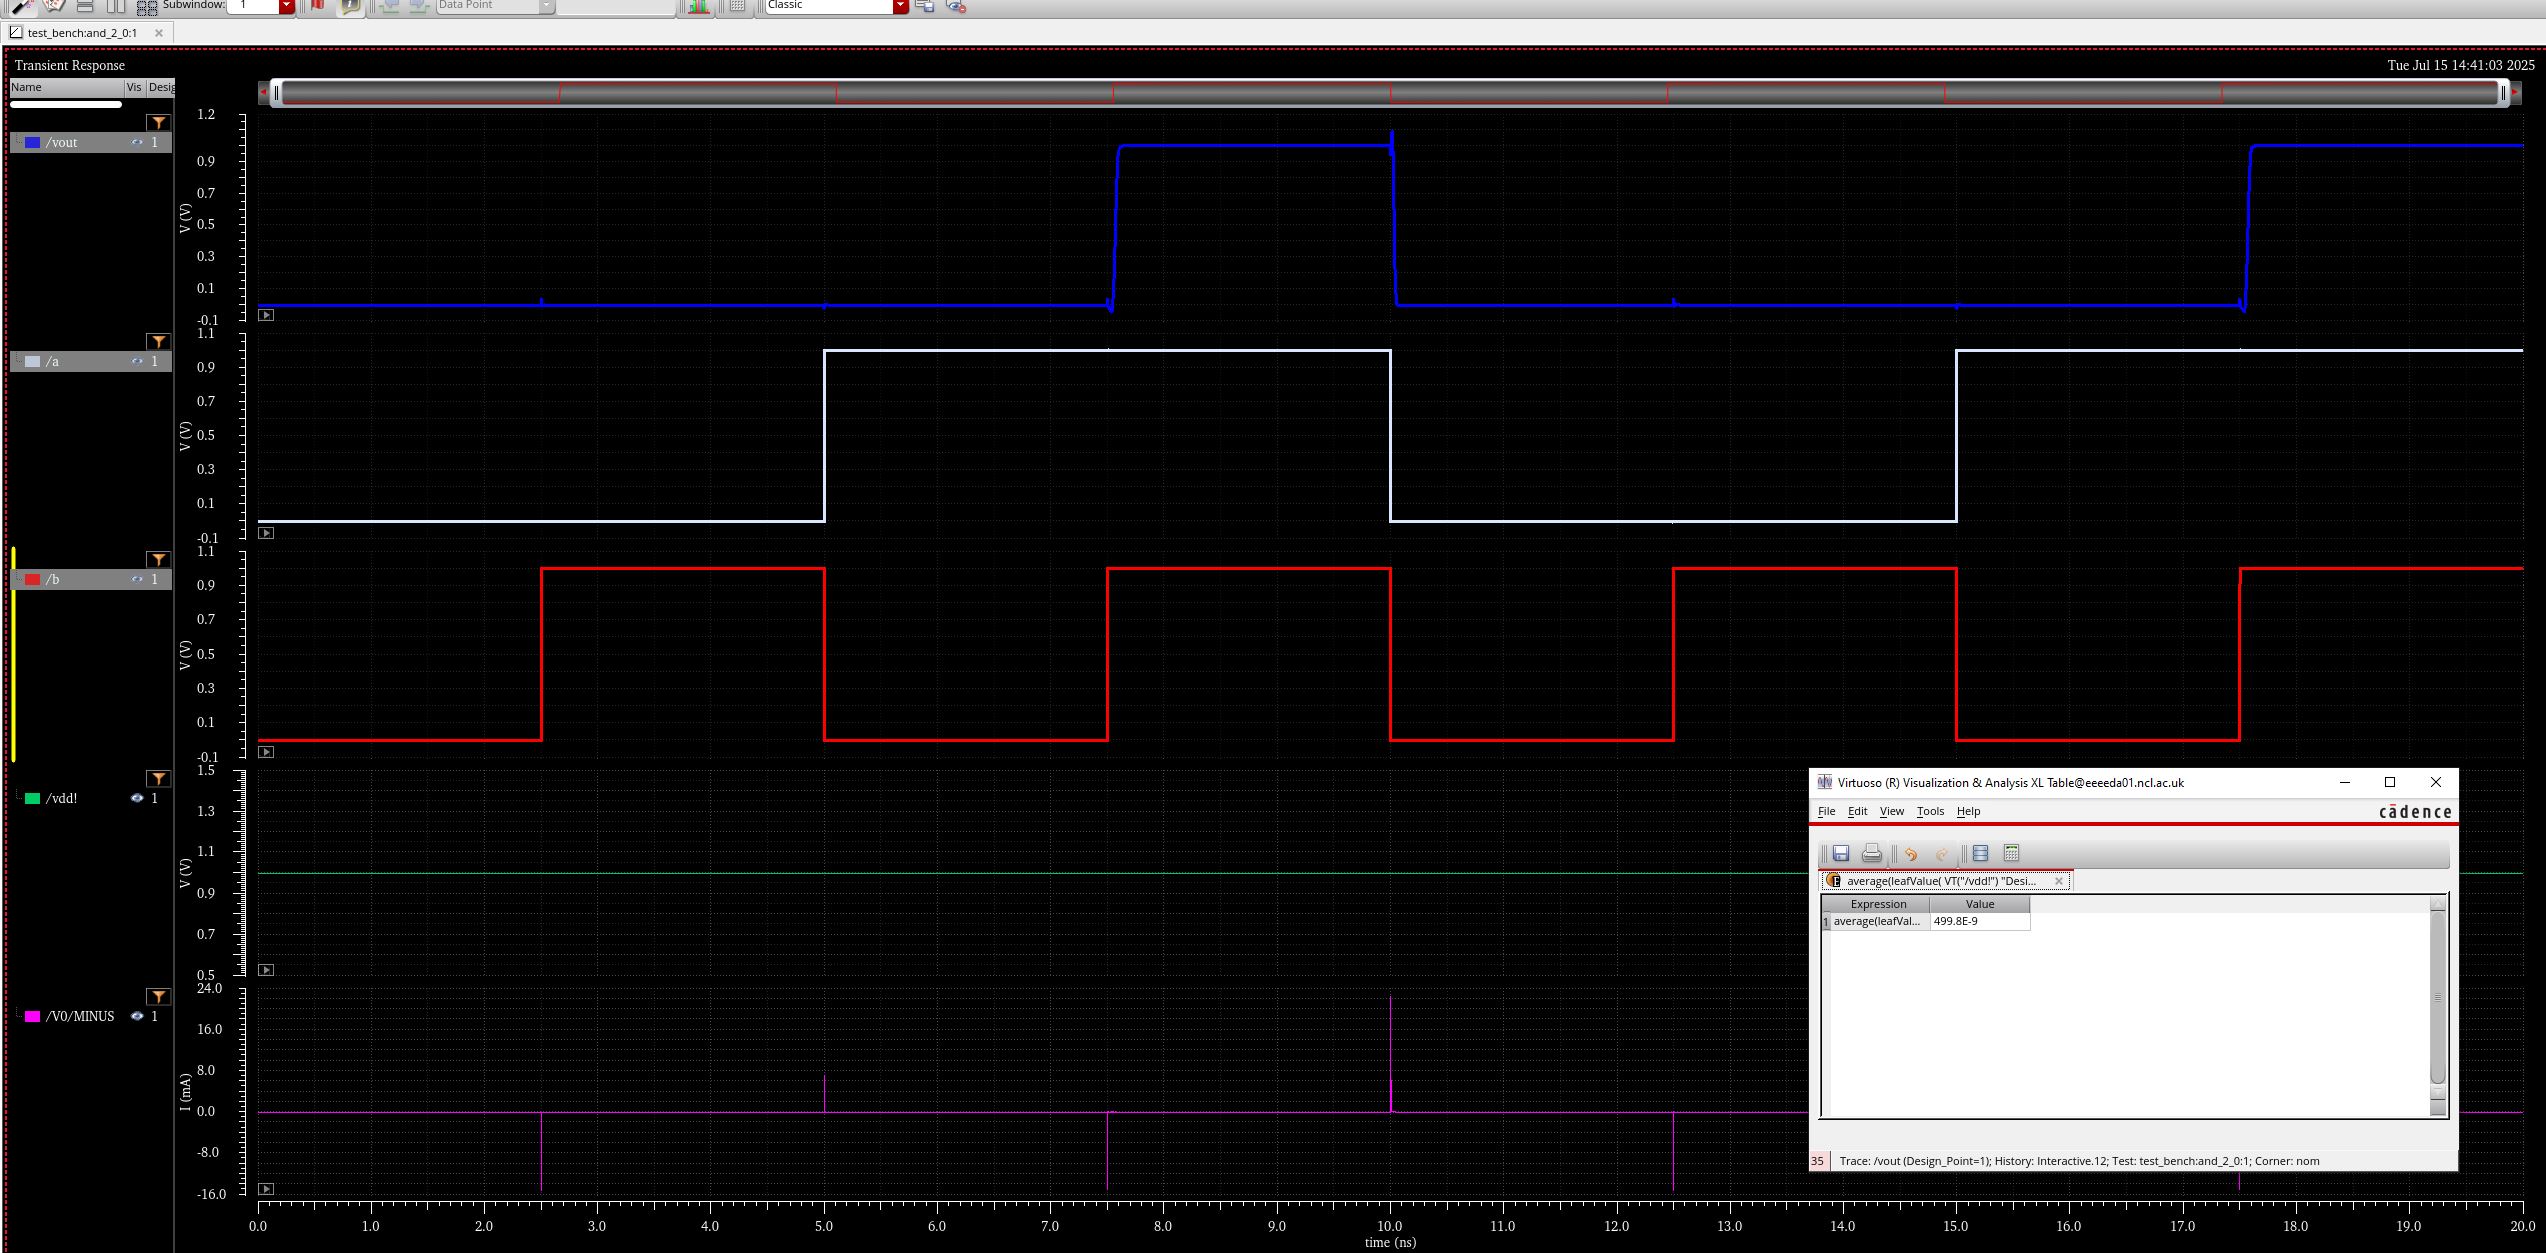 Subwindow: 1 Data Point Classic
test_bench:and_2_0:1
Transient Response
Tue Jul 15 14:41:03 2025
Name Vis Desig
/vout 1
1.2
0.9
0.7
0.5
0.3
0.1
-0.1
V (V)
/a 1
1.1
0.9
0.7
0.5
0.3
0.1
-0.1
V (V)
/b 1
1.1
0.9
0.7
0.5
0.3
0.1
-0.1
V (V)
/vdd! 1
1.5
1.3
1.1
0.9
0.7
0.5
V (V)
/V0/MINUS 1
24.0
16.0
8.0
0.0
-8.0
-16.0
I (mA)
0.0 1.0 2.0 3.0 4.0 5.0 6.0 7.0 8.0 9.0 10.0 11.0 12.0 13.0 14.0 15.0 16.0 17.0 18.0 19.0 20.0
time (ns)
Virtuoso (R) Visualization & Analysis XL Table@eeeeda01.ncl.ac.uk
File Edit View Tools Help
cādence
average(leafValue( VT("/vdd!") "Desi...
Expression Value
1 average(leafVal... 499.8E-9
35 Trace: /vout (Design_Point=1); History: Interactive.12; Test: test_bench:and_2_0:1; Corner: nom